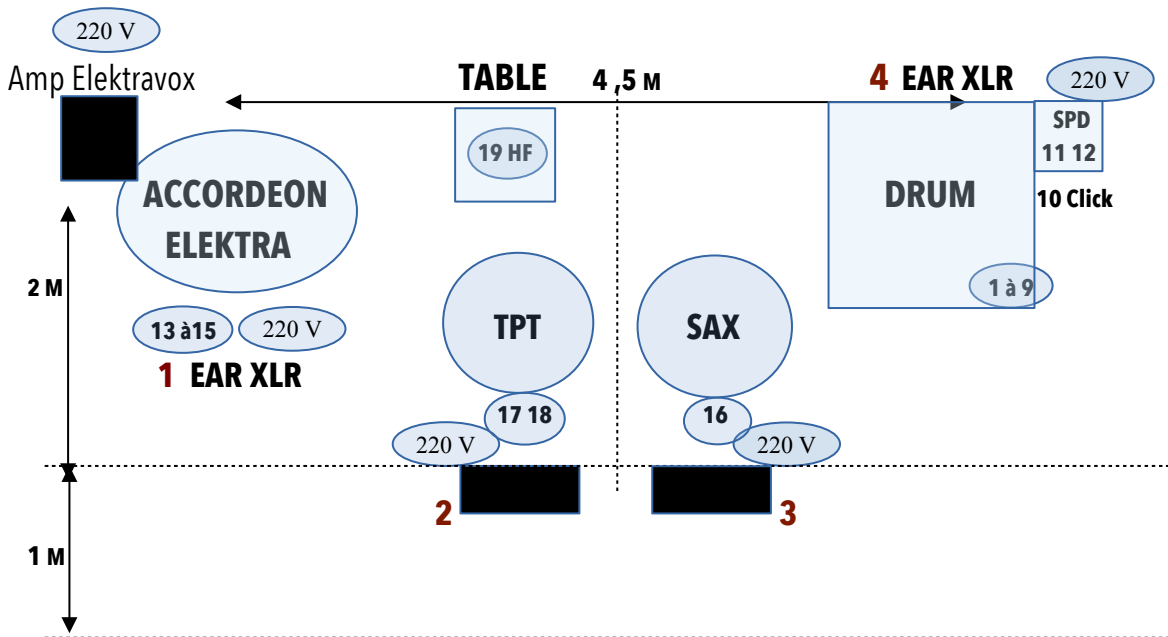 220 V
Amp Elektravox
TABLE 4 ,5 M
4 EAR XLR
220 V
19 HF
SPD
11 12
ACCORDEON
ELEKTRA
DRUM
10 Click
2 M
1 à 9
13 à15
220 V
TPT
SAX
1 EAR XLR
17 18
16
220 V
220 V
2
3
1 M